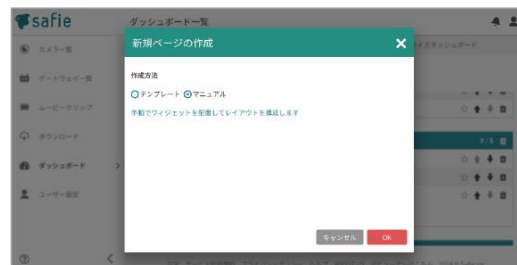 safie
ダッシュボード一覧
カメラ一覧
ゲートウェイ一覧
ムービークリップ
ダウンロード
ダッシュボード
ユーザー設定
新規ページの作成
作成方法
テンプレート
マニュアル
手動でウィジェットを配置してレイアウトを構成します
キャンセル
OK
3/5